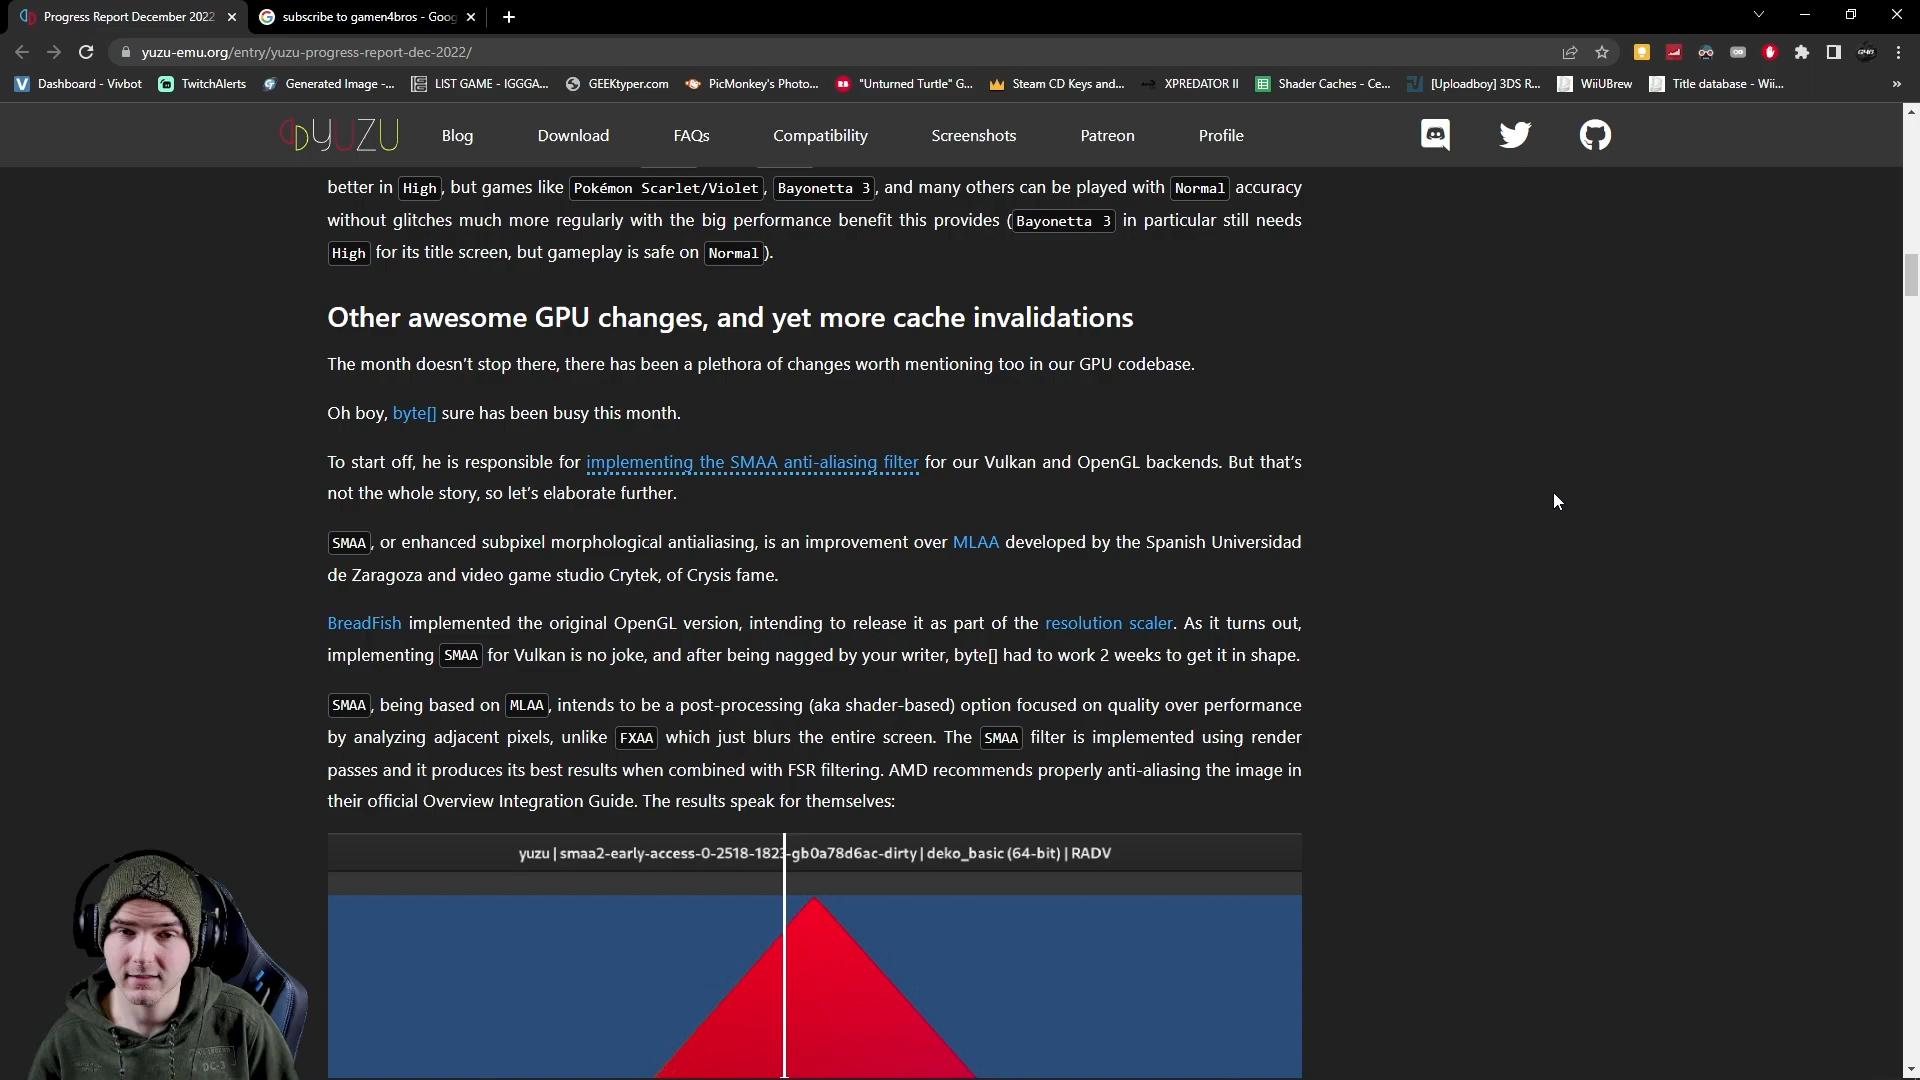 Progress Report December 2022
subscribe to gamen4bros - Goog
yuzu-emu.org/entry/yuzu-progress-report-dec-2022/
Dashboard - Vivbot
TwitchAlerts
Generated Image -...
LIST GAME - IGGGA...
GEEKtyper.com
PicMonkey's Photo...
"Unturned Turtle" G...
Steam CD Keys and...
XPREDATOR II
Shader Caches - Ce...
[Uploadboy] 3DS R...
WiiUBrew
Title database - Wii...
YUZU
Blog
Download
FAQs
Compatibility
Screenshots
Patreon
Profile
better in High, but games like Pokémon Scarlet/Violet, Bayonetta 3, and many others can be played with Normal accuracy
without glitches much more regularly with the big performance benefit this provides (Bayonetta 3 in particular still needs
High for its title screen, but gameplay is safe on Normal).
Other awesome GPU changes, and yet more cache invalidations
The month doesn't stop there, there has been a plethora of changes worth mentioning too in our GPU codebase.
Oh boy, byte[] sure has been busy this month.
To start off, he is responsible for implementing the SMAA anti-aliasing filter for our Vulkan and OpenGL backends. But that's
not the whole story, so let's elaborate further.
SMAA, or enhanced subpixel morphological antialiasing, is an improvement over MLAA developed by the Spanish Universidad
de Zaragoza and video game studio Crytek, of Crysis fame.
BreadFish implemented the original OpenGL version, intending to release it as part of the resolution scaler. As it turns out,
implementing SMAA for Vulkan is no joke, and after being nagged by your writer, byte[] had to work 2 weeks to get it in shape.
SMAA, being based on MLAA, intends to be a post-processing (aka shader-based) option focused on quality over performance
by analyzing adjacent pixels, unlike FXAA which just blurs the entire screen. The SMAA filter is implemented using render
passes and it produces its best results when combined with FSR filtering. AMD recommends properly anti-aliasing the image in
their official Overview Integration Guide. The results speak for themselves:
yuzu | smaa2-early-access-0-2518-1823-gb0a78d6ac-dirty | deko_basic (64-bit) | RADV
DC-3